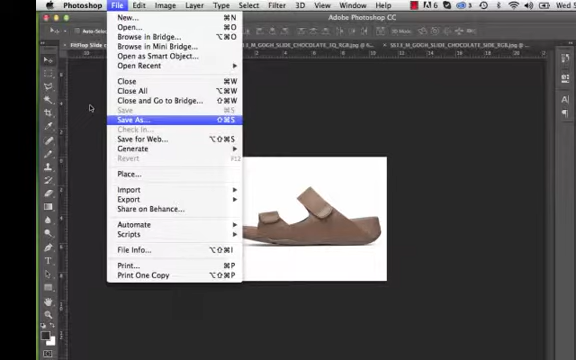 Photoshop File Edit Image Layer Type Select Filter 3D View Window Help
Adobe Photoshop CC
New... ⌘N
Open... ⌘O
Browse in Bridge... ⌥⌘O
Browse in Mini Bridge...
Open as Smart Object...
Open Recent
Close ⌘W
Close All ⌥⌘W
Close and Go to Bridge... ⇧⌘W
Save ⌘S
Save As... ⇧⌘S
Check In...
Save for Web... ⌥⇧⌘S
Generate
Revert F12
Place...
Import
Export
Share on Behance...
Automate
Scripts
File Info... ⌥⇧⌘I
Print... ⌘P
Print One Copy ⌥⇧⌘P